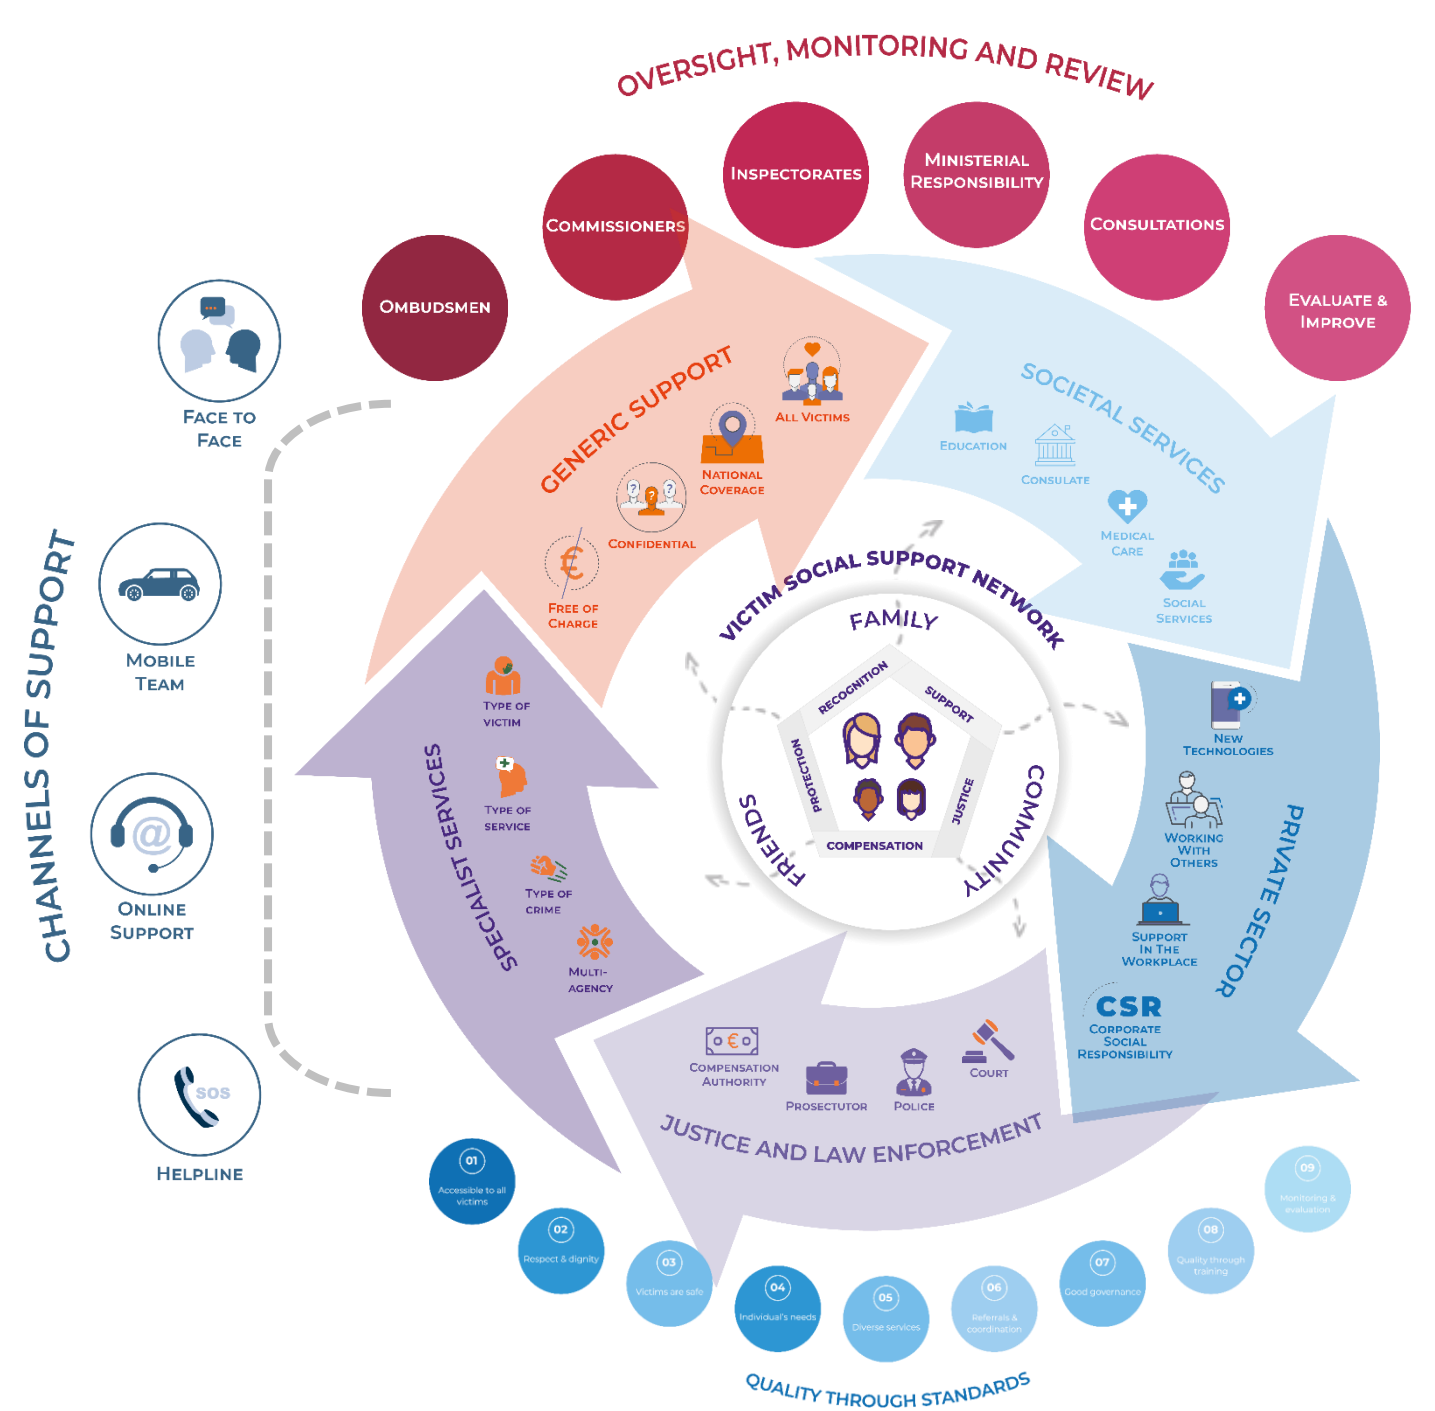 OVERSIGHT, MONITORING AND REVIEW
OMBUDSMEN
COMMISSIONERS
INSPECTORATES
MINISTERIAL
RESPONSIBILITY
CONSULTATIONS
EVALUATE &
IMPROVE
CHANNELS OF SUPPORT
FACE TO
FACE
MOBILE
TEAM
@
ONLINE
SUPPORT
SOS
HELPLINE
GENERIC SUPPORT
ALL VICTIMS
NATIONAL
COVERAGE
? ? ?
CONFIDENTIAL
€
FREE OF
CHARGE
SOCIETAL SERVICES
EDUCATION
CONSULATE
MEDICAL
CARE
SOCIAL
SERVICES
PRIVATE SECTOR
NEW
TECHNOLOGIES
WORKING
WITH
OTHERS
SUPPORT
IN THE
WORKPLACE
CSR
CORPORATE
SOCIAL
RESPONSIBILITY
JUSTICE AND LAW ENFORCEMENT
COURT
POLICE
PROSECTUTOR
€
COMPENSATION
AUTHORITY
SPECIALIST SERVICES
TYPE OF
VICTIM
TYPE OF
SERVICE
TYPE OF
CRIME
MULTI-
AGENCY
VICTIM SOCIAL SUPPORT NETWORK
FAMILY
COMMUNITY
FRIENDS
RECOGNITION
SUPPORT
JUSTICE
COMPENSATION
PROTECTION
01
Accessible to all
victims
02
Respect & dignity
03
Victims are safe
04
Individual's needs
05
Diverse services
06
Referrals &
coordination
07
Good governance
08
Quality through
training
09
Monitoring &
evaluation
QUALITY THROUGH STANDARDS